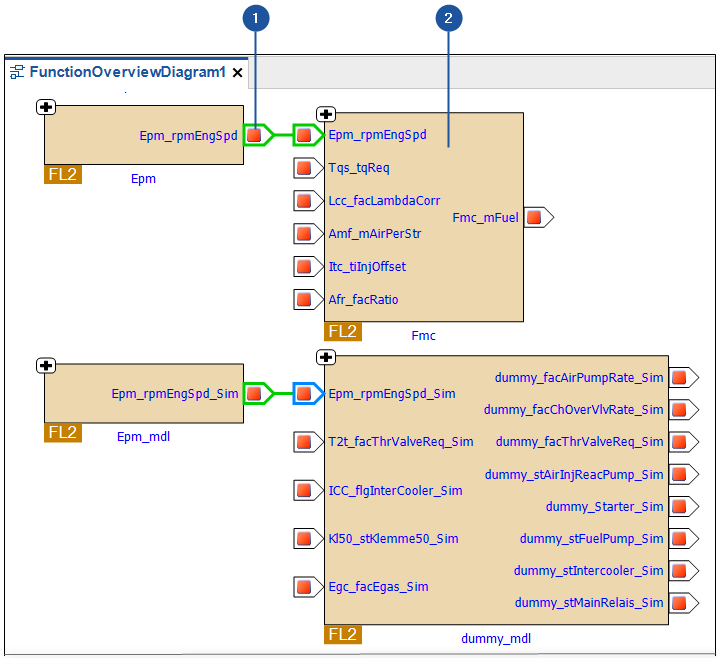 1
2
FunctionOverviewDiagram1
Epm_rpmEngSpd
FL2
Epm
Epm_rpmEngSpd
Tqs_tqReq
Lcc_facLambdaCorr
Amf_mAirPerStr
Itc_tiInjOffset
Afr_facRatio
Fmc_mFuel
FL2
Fmc
Epm_rpmEngSpd_Sim
FL2
Epm_mdl
Epm_rpmEngSpd_Sim
T2t_facThrValveReq_Sim
ICC_flgInterCooler_Sim
Kl50_stKlemme50_Sim
Egc_facEgas_Sim
dummy_facAirPumpRate_Sim
dummy_facChOverVlvRate_Sim
dummy_facThrValveReq_Sim
dummy_stAirInjReacPump_Sim
dummy_Starter_Sim
dummy_stFuelPump_Sim
dummy_stIntercooler_Sim
dummy_stMainRelais_Sim
FL2
dummy_mdl